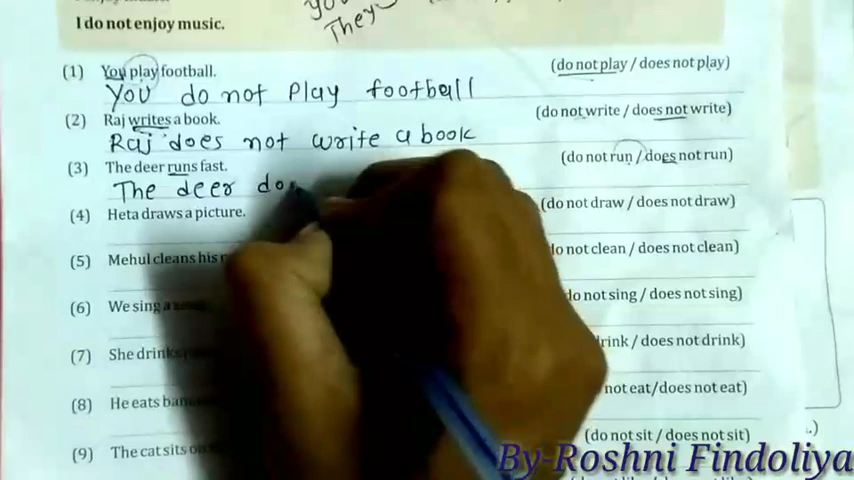 I do not enjoy music.
They
(1) You play football. (do not play / does not play)
You do not play football
(2) Raj writes a book. (do not write / does not write)
Raj does not write a book
(3) The deer runs fast. (do not run / does not run)
The deer do
(4) Heta draws a picture. (do not draw / does not draw)
(5) Mehul cleans his do not clean / does not clean)
(6) We sing a do not sing / does not sing)
(7) She drinks drink / does not drink)
(8) He eats not eat/does not eat)
(9) The cat sits on (do not sit / does not sit)
By-Roshni Findoliya